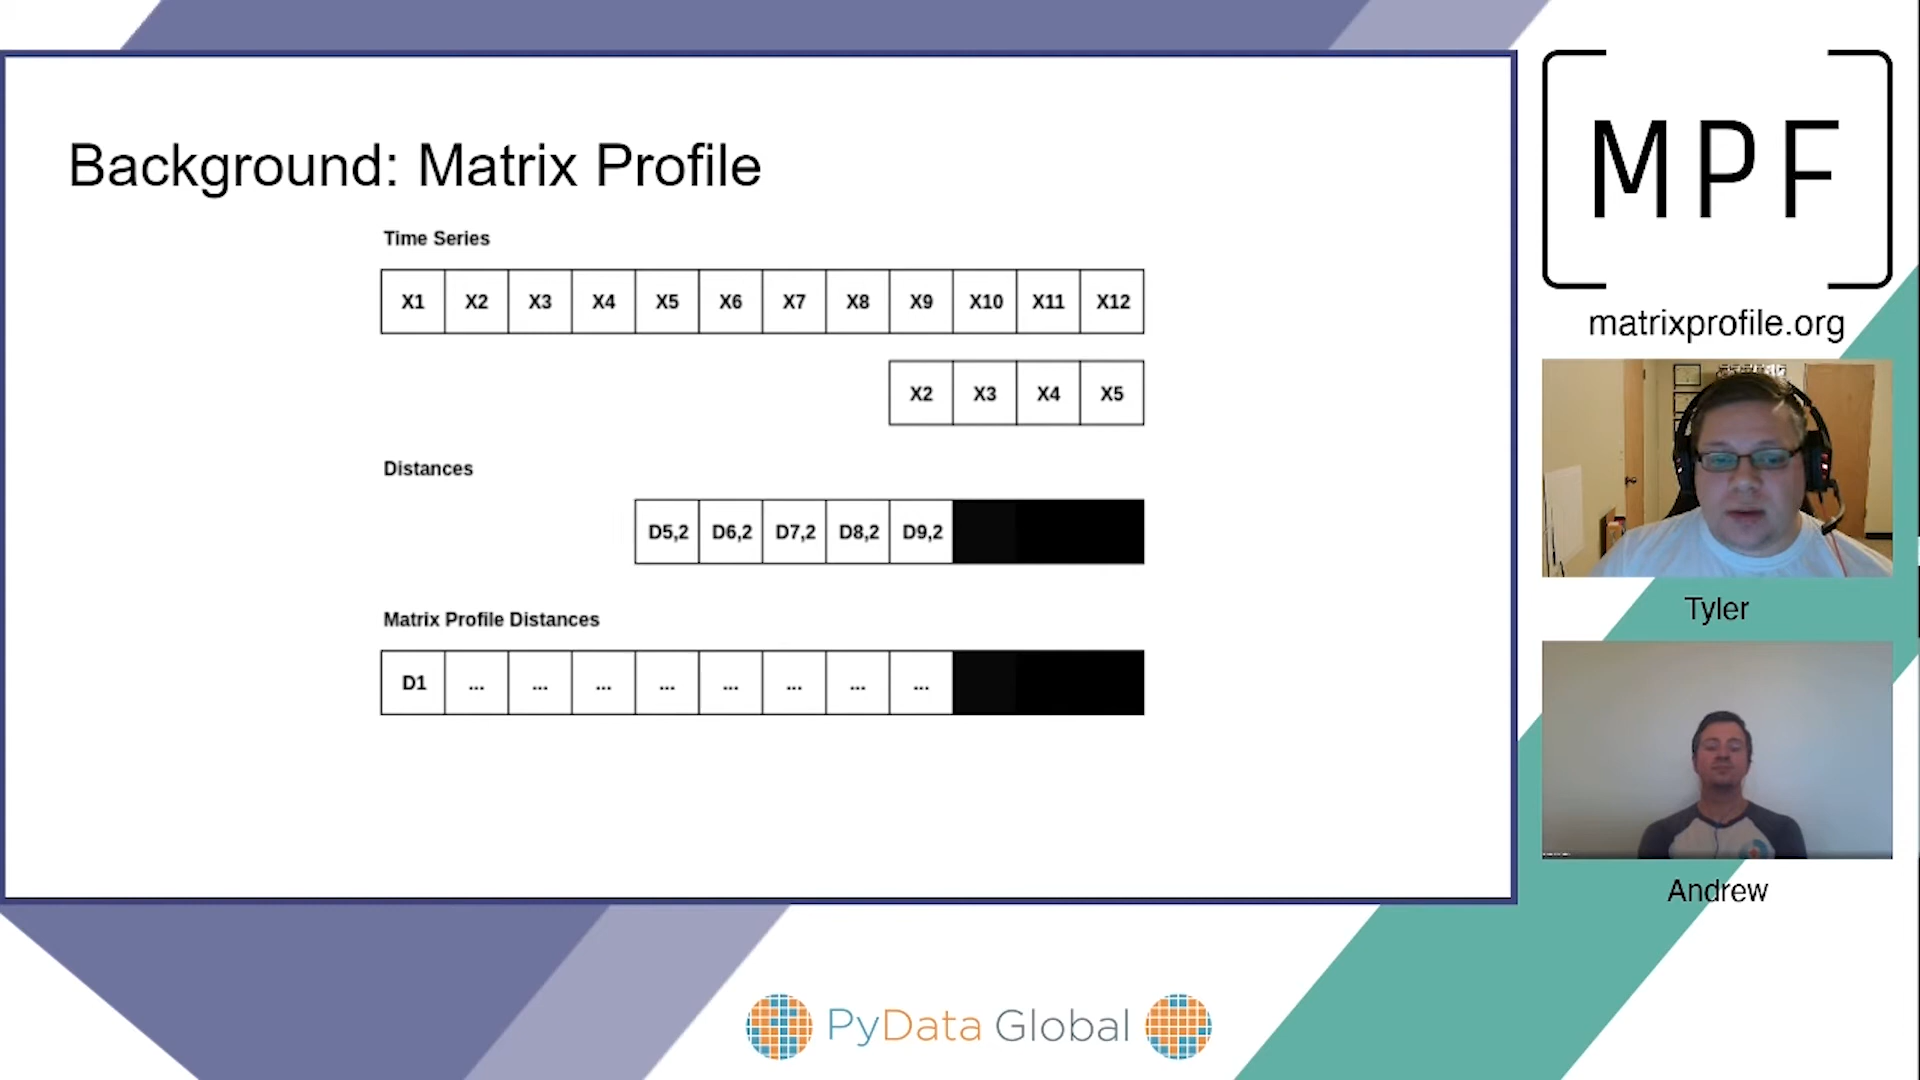 Background: Matrix Profile
Time Series
X1 X2 X3 X4 X5 X6 X7 X8 X9 X10 X11 X12
X2 X3 X4 X5
Distances
D5,2 D6,2 D7,2 D8,2 D9,2
Matrix Profile Distances
D1 ... ... ... ... ... ... ... ...
MPF
matrixprofile.org
Tyler
Andrew
PyData Global